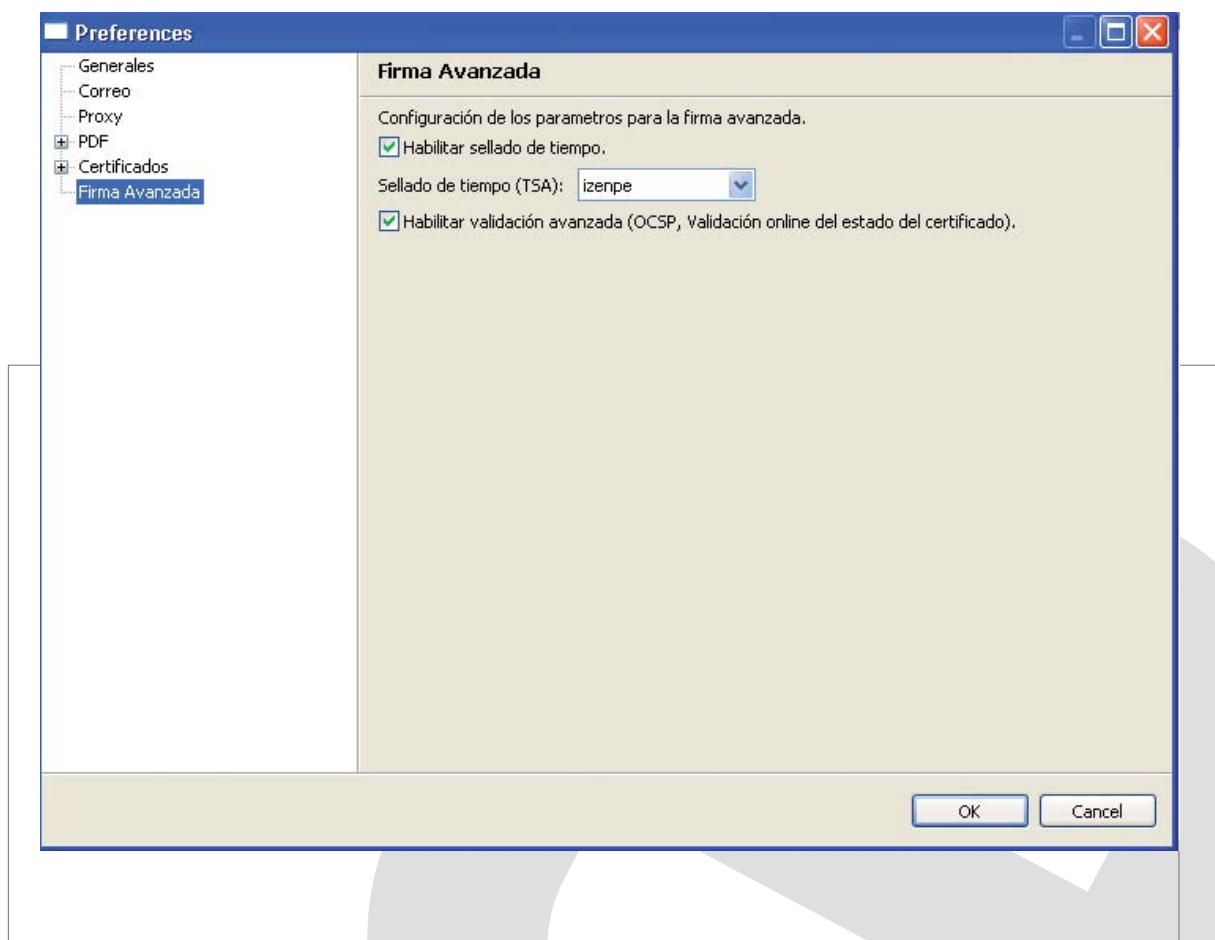 Preferences
Generales
Correo
Proxy
PDF
Certificados
Firma Avanzada
Firma Avanzada
Configuración de los parametros para la firma avanzada.
Habilitar sellado de tiempo.
Sellado de tiempo (TSA): izenpe
Habilitar validación avanzada (OCSP, Validación online del estado del certificado).
OK Cancel